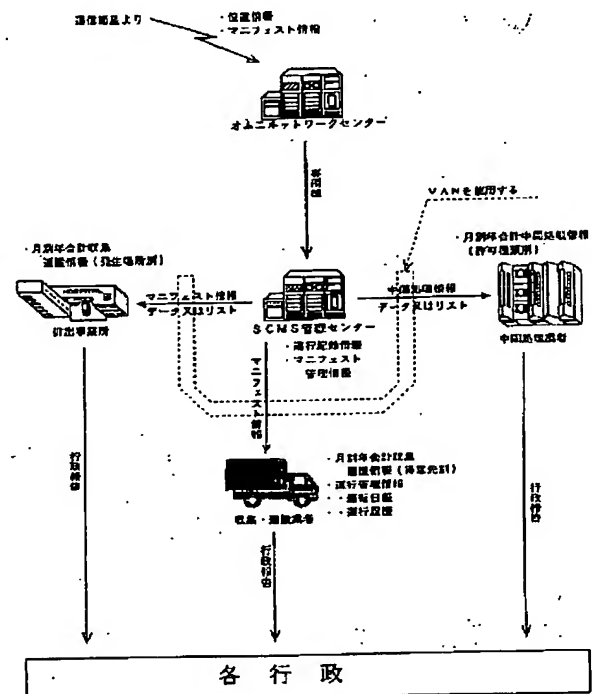 通信衛星より
・位置情報
・マニフェスト情報
オムニネットワークセンター
VANを使用する
・月別年合計収集
運搬情報(発生場所別)
HOSPITAL
排出事業所
マニフェスト情報
データ又はリスト
SCMS管理センター
・運行記録情報
・マニフェスト
管理情報
中間処理情報
データ又はリスト
・月別年合計中間処理情報
(許可種類別)
中間処理業者
マニフェスト情報
・月別年合計収集
運搬情報(得意先別)
・運行管理情報
・・運転日報
・・運行履歴
収集・運搬業者
行政報告
行政報告
行政報告
各行政